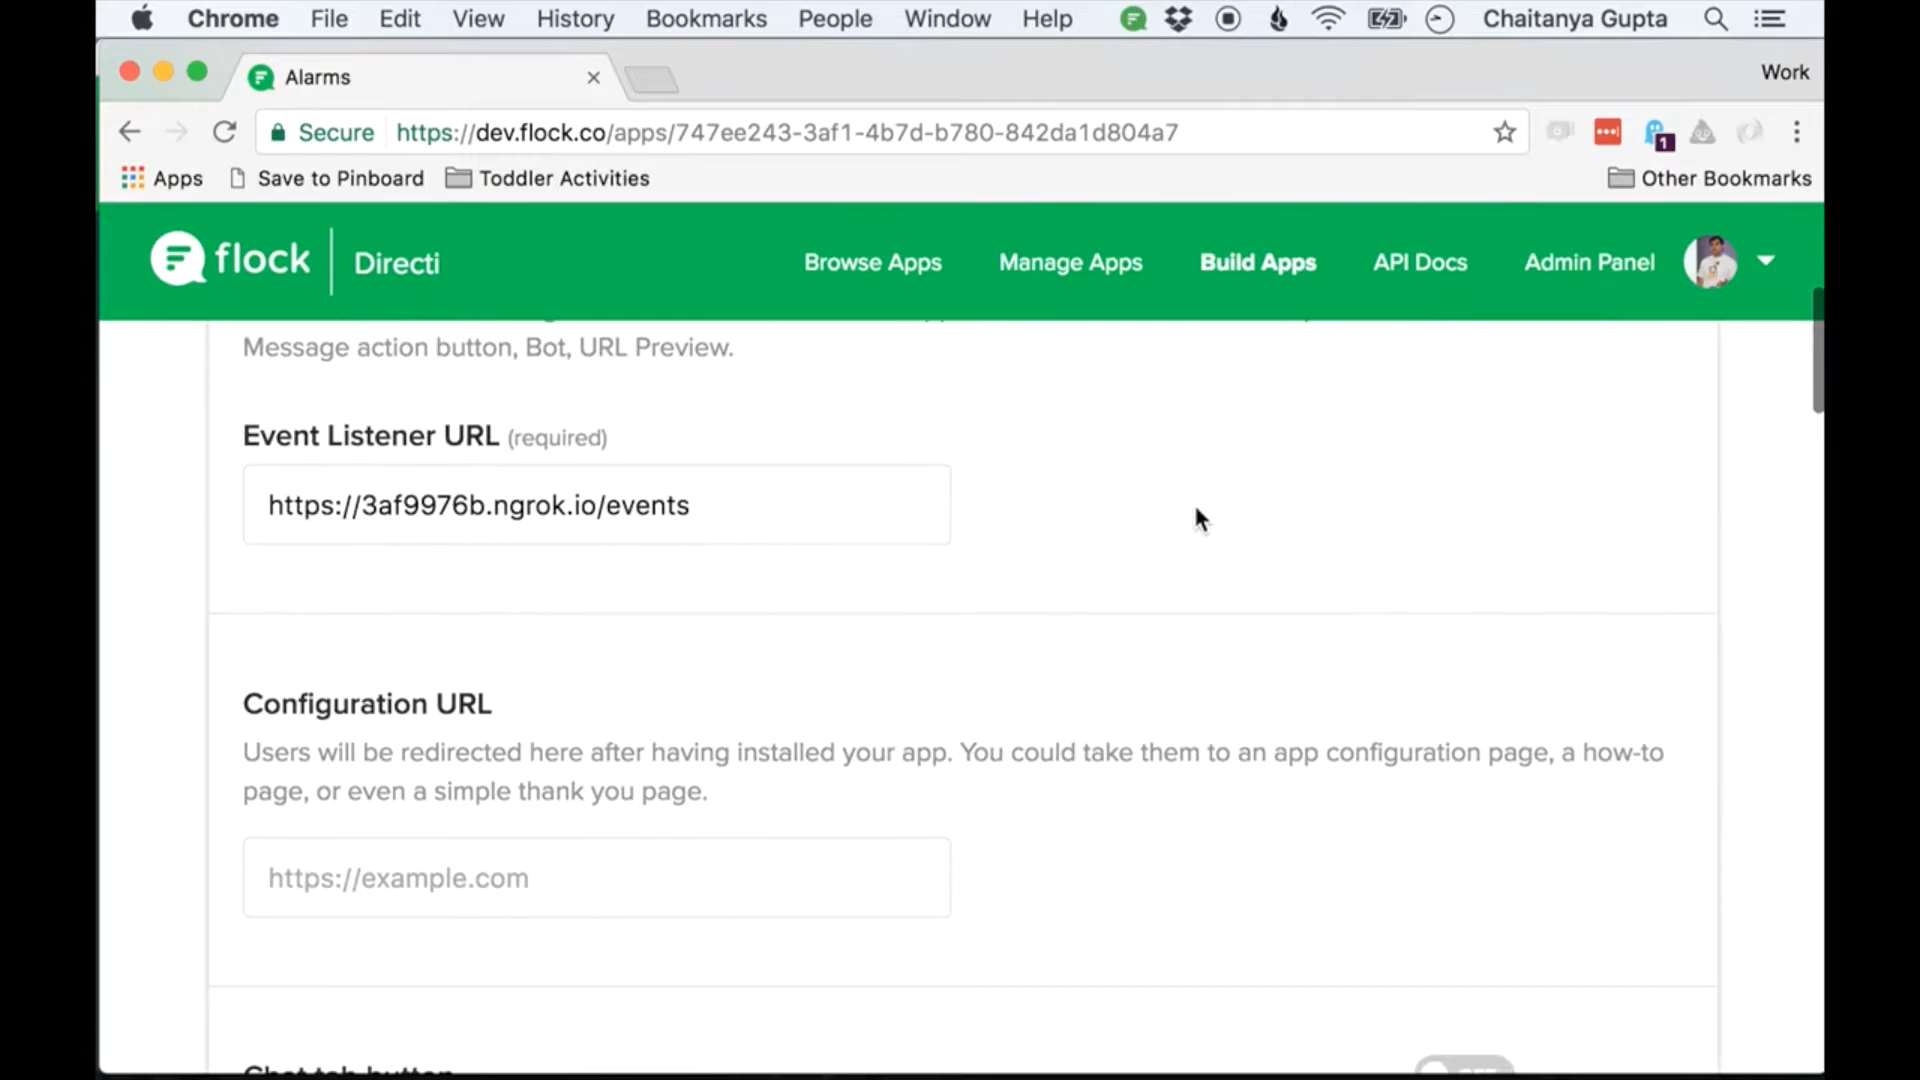 Chrome File Edit View History Bookmarks People Window Help Chaitanya Gupta
Alarms Work
Secure https://dev.flock.co/apps/747ee243-3af1-4b7d-b780-842da1d804a7
1
Apps Save to Pinboard Toddler Activities Other Bookmarks
flock Directi Browse Apps Manage Apps Build Apps API Docs Admin Panel
Message action button, Bot, URL Preview.
Event Listener URL (required)
https://3af9976b.ngrok.io/events
Configuration URL
Users will be redirected here after having installed your app. You could take them to an app configuration page, a how-to
page, or even a simple thank you page.
https://example.com
Chat tab button